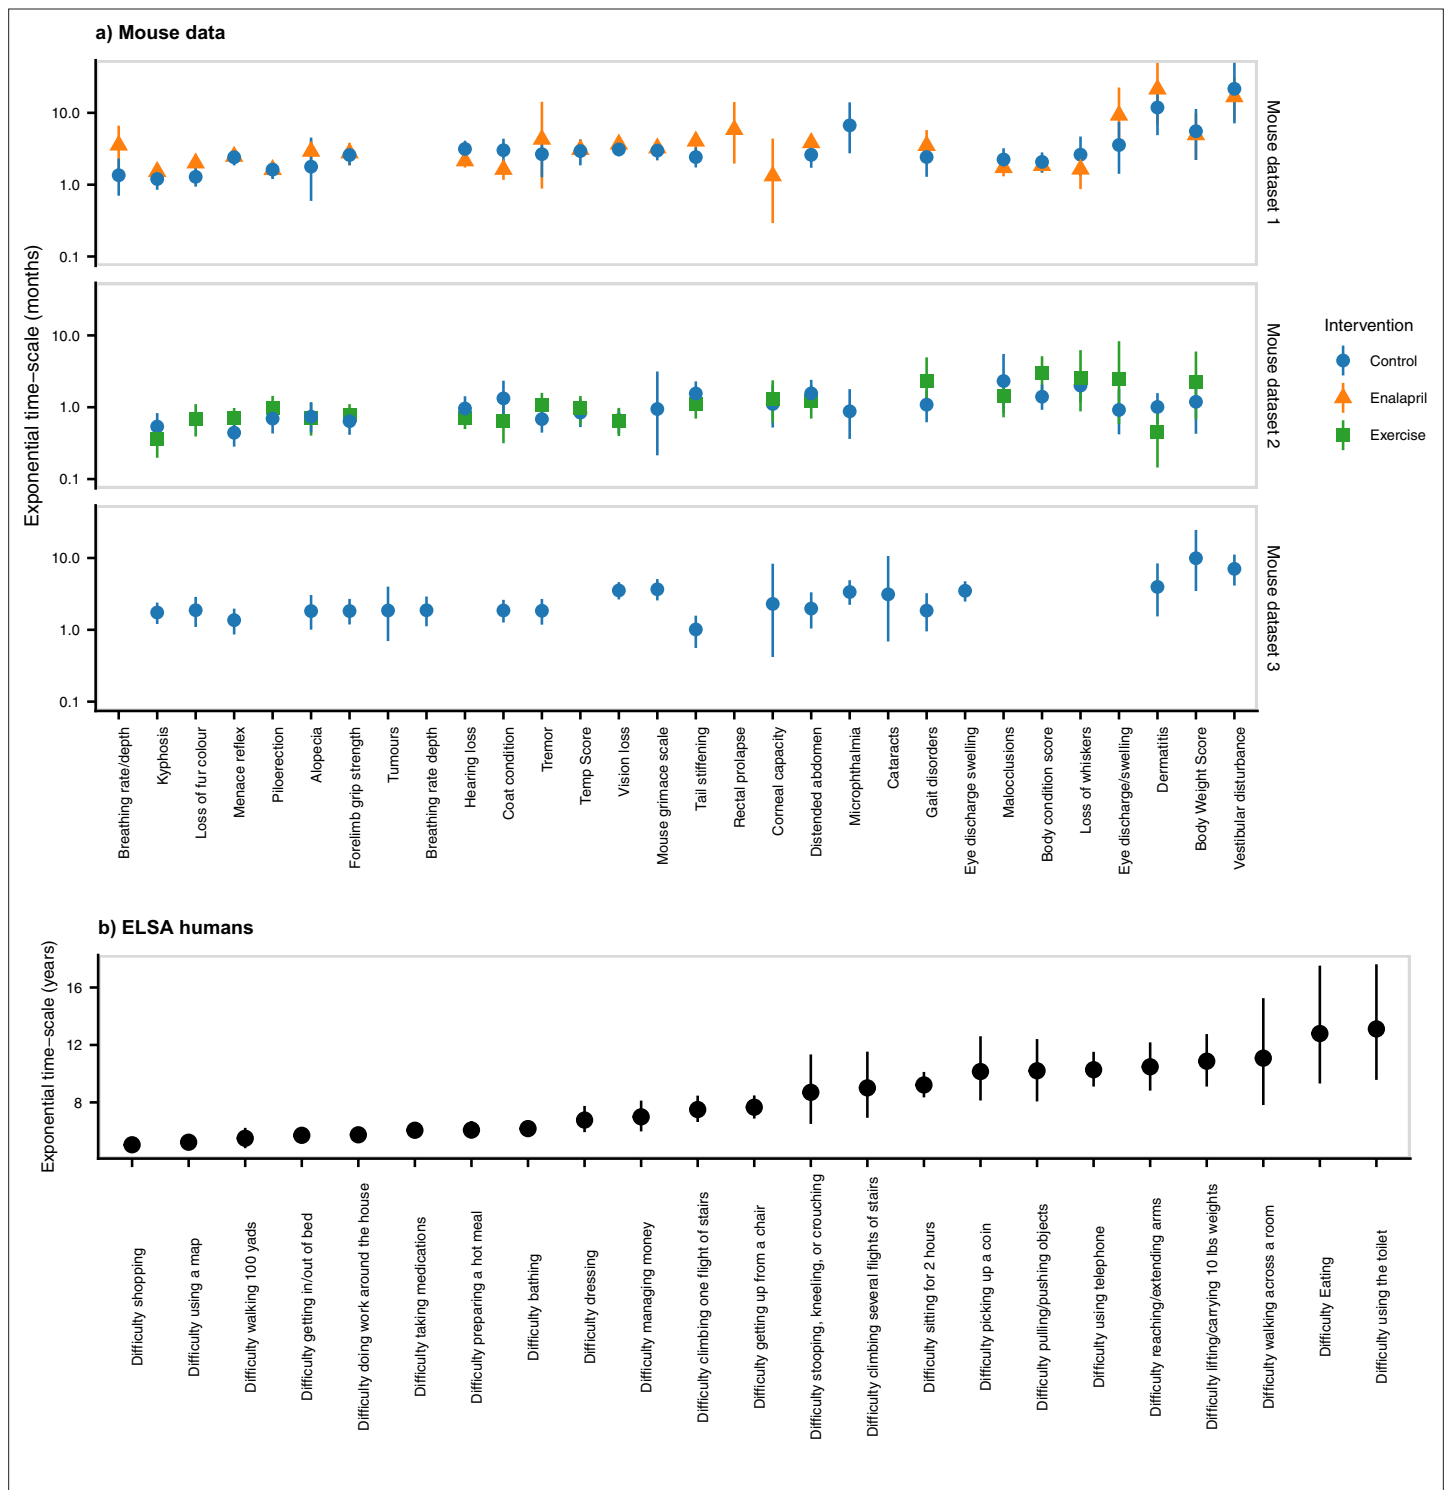 a) Mouse data
Exponential time-scale (months)
10.0
1.0
0.1
Mouse dataset 1
10.0
1.0
0.1
Mouse dataset 2
10.0
1.0
0.1
Mouse dataset 3
Intervention
Control
Enalapril
Exercise
Breathing rate/depth
Kyphosis
Loss of fur colour
Menace reflex
Piloerection
Alopecia
Forelimb grip strength
Tumours
Breathing rate depth
Hearing loss
Coat condition
Tremor
Temp Score
Vision loss
Mouse grimace scale
Tail stiffening
Rectal prolapse
Corneal capacity
Distended abdomen
Microphthalmia
Cataracts
Gait disorders
Eye discharge swelling
Malocclusions
Body condition score
Loss of whiskers
Eye discharge/swelling
Dermatitis
Body Weight Score
Vestibular disturbance
b) ELSA humans
Exponential time-scale (years)
16
12
8
Difficulty shopping
Difficulty using a map
Difficulty walking 100 yads
Difficulty getting in/out of bed
Difficulty doing work around the house
Difficulty taking medications
Difficulty preparing a hot meal
Difficulty bathing
Difficulty dressing
Difficulty managing money
Difficulty climbing one flight of stairs
Difficulty getting up from a chair
Difficulty stooping, kneeling, or crouching
Difficulty climbing several flights of stairs
Difficulty sitting for 2 hours
Difficulty picking up a coin
Difficulty pulling/pushing objects
Difficulty using telephone
Difficulty reaching/extending arms
Difficulty lifting/carrying 10 lbs weights
Difficulty walking across a room
Difficulty Eating
Difficulty using the toilet